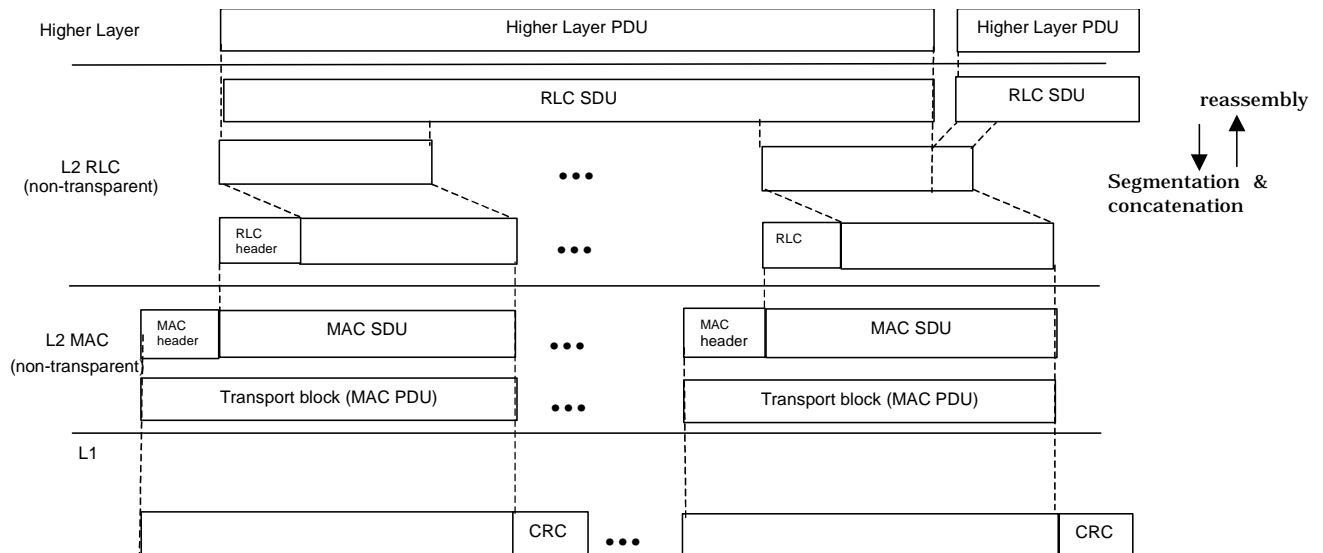 Higher Layer
Higher Layer PDU
Higher Layer PDU
RLC SDU
RLC SDU
reassembly
L2 RLC
(non-transparent)
•••
Segmentation &
concatenation
RLC
header
•••
RLC
L2 MAC
(non-transparent)
MAC
header
MAC SDU
•••
MAC
header
MAC SDU
Transport block (MAC PDU)
•••
Transport block (MAC PDU)
L1
CRC
•••
CRC